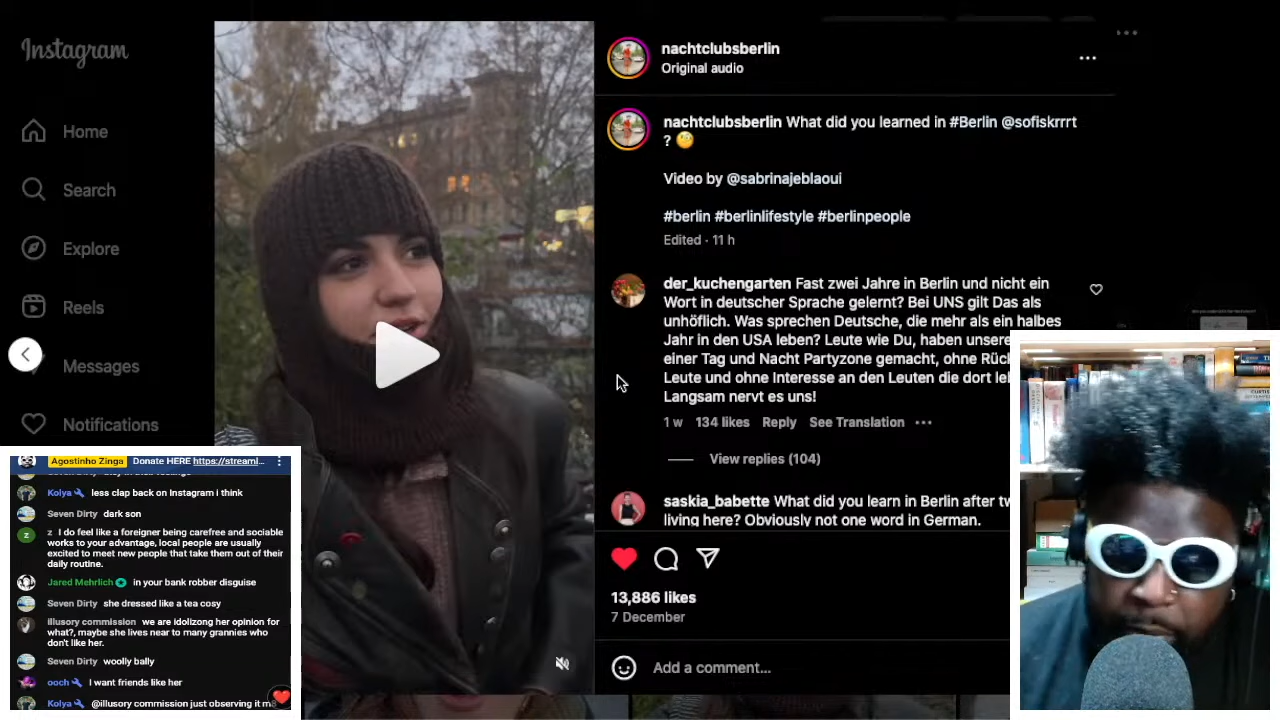 Instagram
Home
Search
Explore
Reels
Messages
Notifications
nachtclubsberlin
Original audio
nachtclubsberlin What did you learned in #Berlin @sofiskrrrt
? 🧐
Video by @sabrinajeblaoui
#berlin #berlinlifestyle #berlinpeople
Edited · 11 h
der_kuchengarten Fast zwei Jahre in Berlin und nicht ein
Wort in deutscher Sprache gelernt? Bei UNS gilt Das als
unhöflich. Was sprechen Deutsche, die mehr als ein halbes
Jahr in den USA leben? Leute wie Du, haben unsere
einer Tag und Nacht Partyzone gemacht, ohne
Leute und ohne Interesse an den Leuten die dort
Langsam nervt es uns!
1 w 134 likes Reply See Translation
View replies (104)
saskia_babette What did you learn in Berlin after
living here? Obviously not one word in German.
13,886 likes
7 December
Add a comment...
Agostinho Zinga Donate HERE https://streaml...
Kolya less clap back on Instagram i think
Seven Dirty dark son
z I do feel like a foreigner being carefree and sociable
works to your advantage, local people are usually
excited to meet new people that take them out of their
daily routine.
Jared Mehrlich in your bank robber disguise
Seven Dirty she dressed like a tea cosy
illusory commission we are idolozing her opinion for
what?, maybe she lives near to many grannies who
don't like her.
Seven Dirty woolly bally
ooch I want friends like her
Kolya @illusory commission just observing it